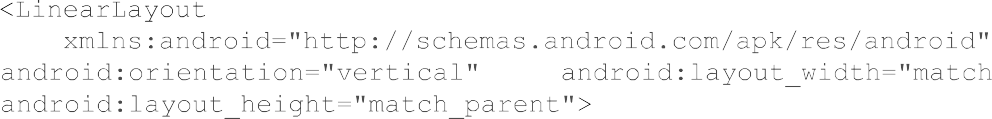 <LinearLayout
xmlns:android="http://schemas.android.com/apk/res/android"
android:orientation="vertical" android:layout_width="match
android:layout_height="match_parent">